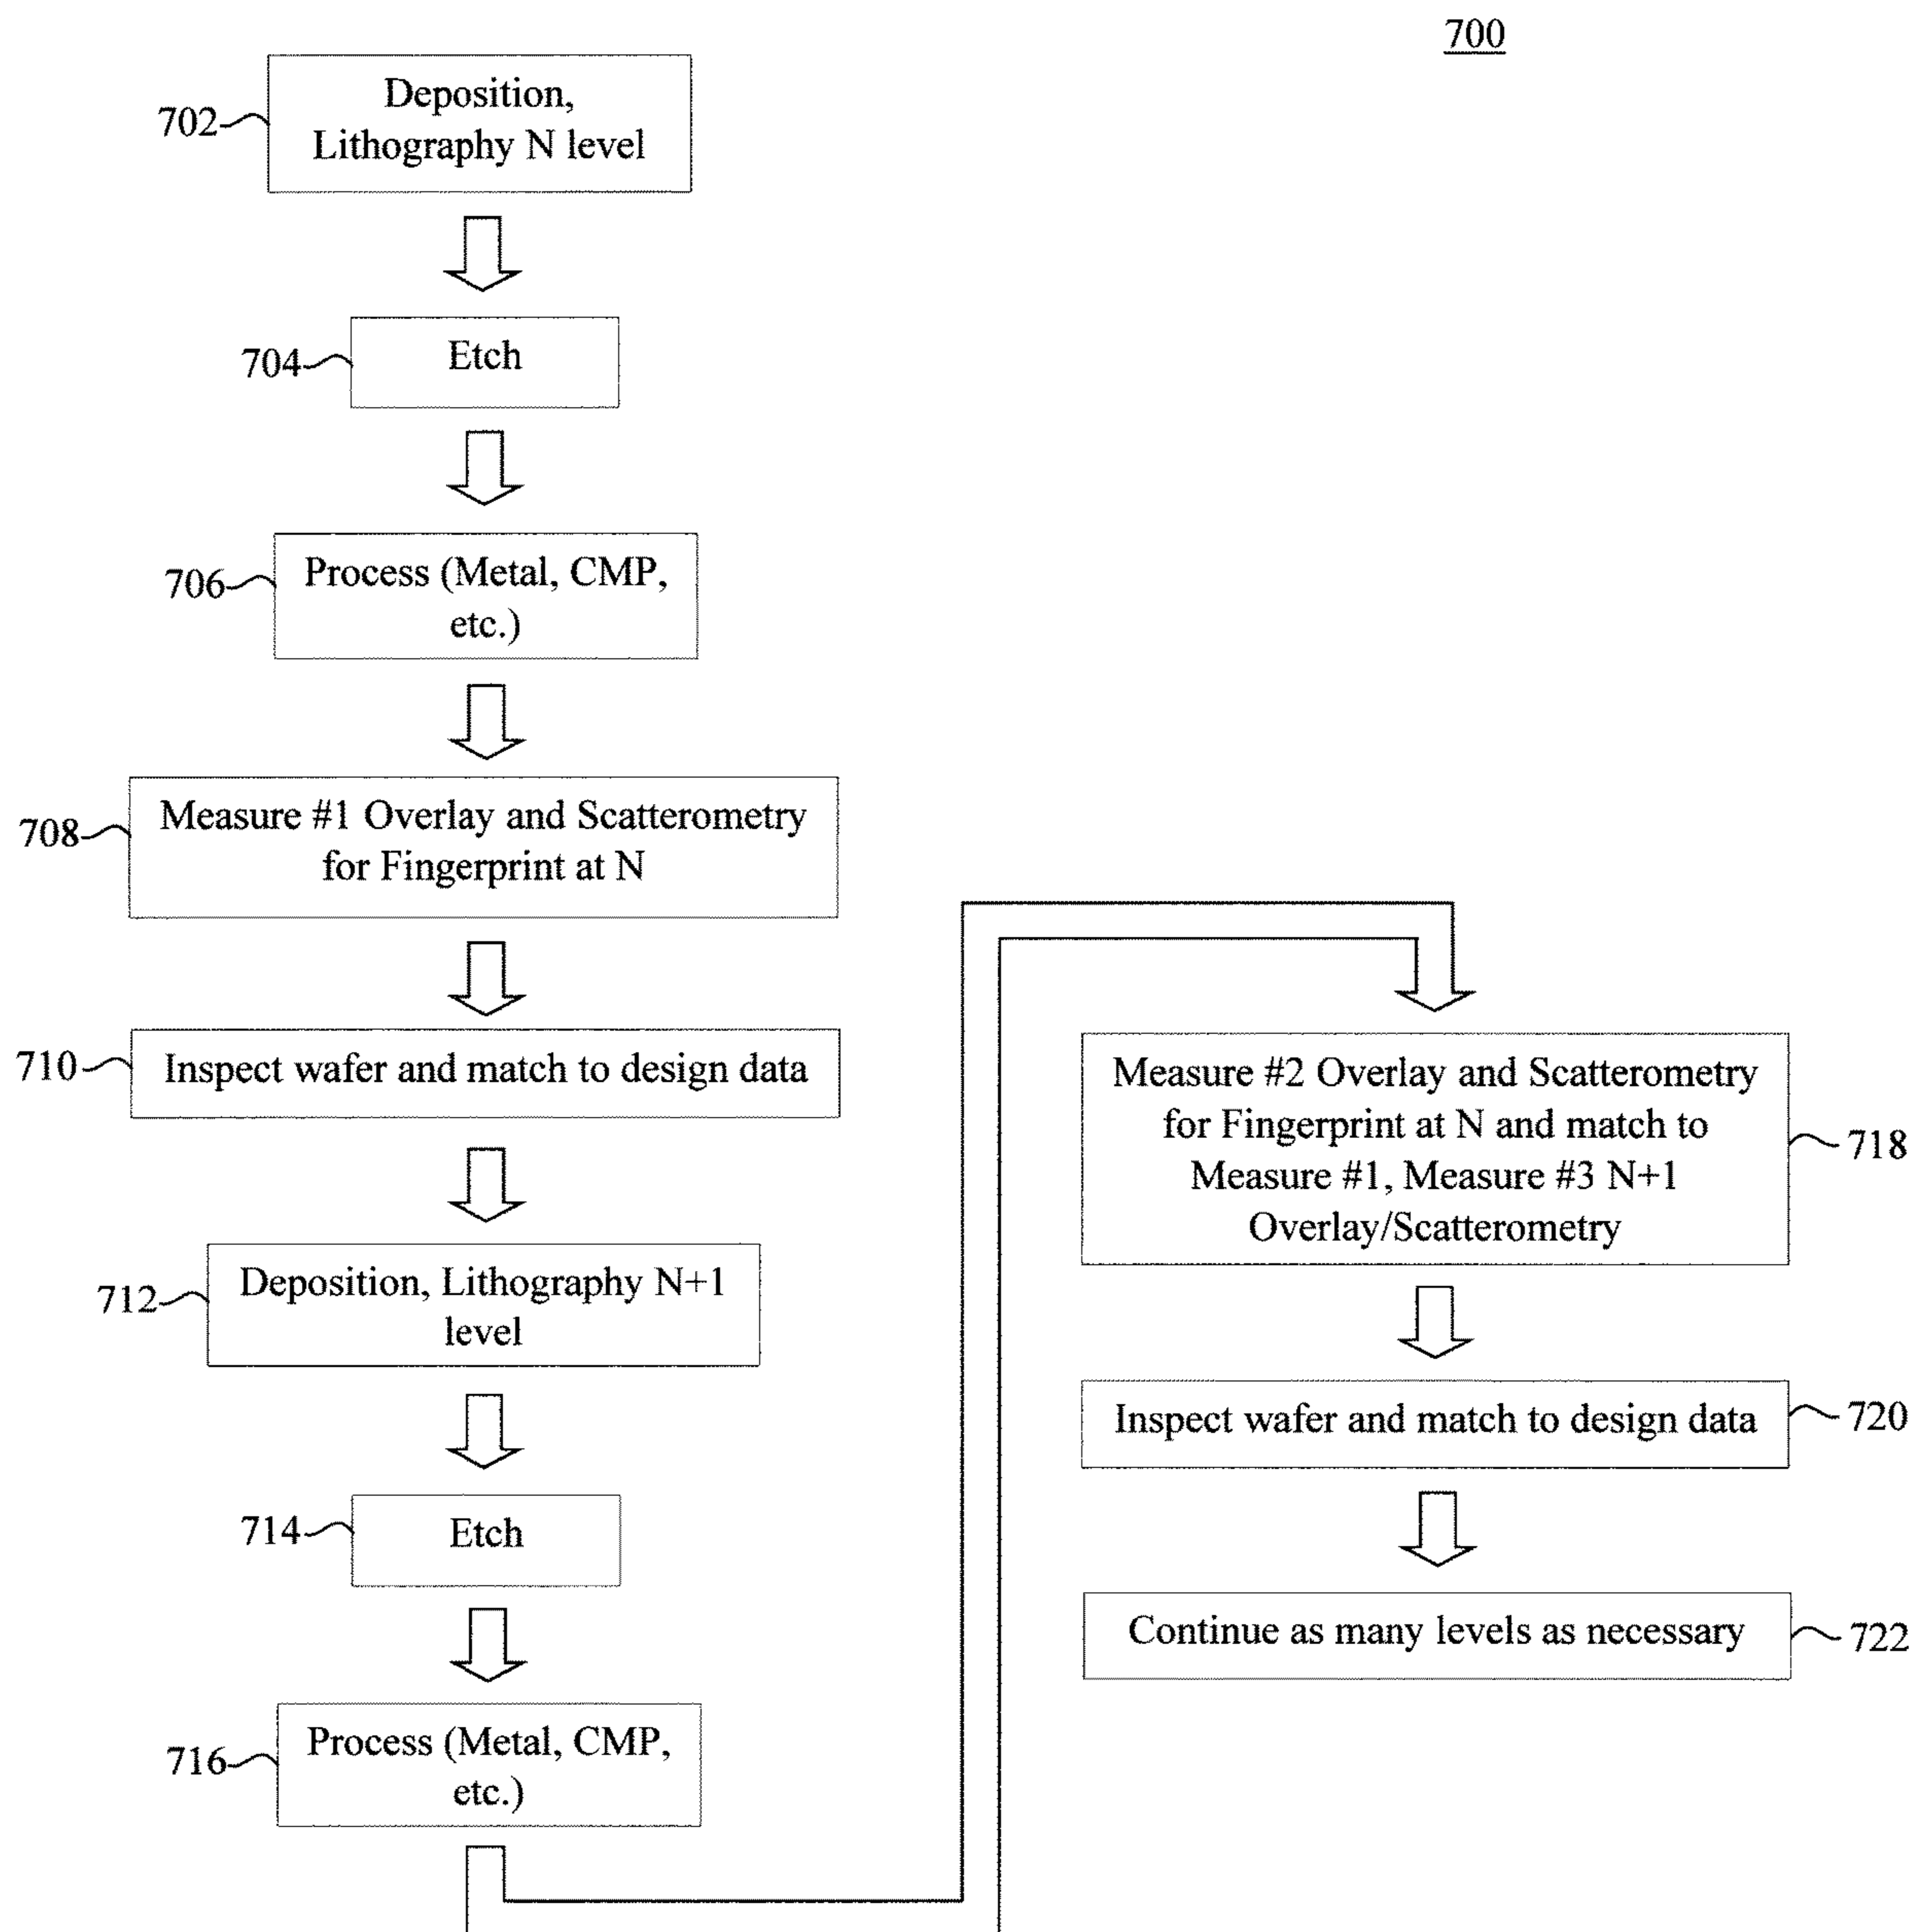 700
702
Deposition,
Lithography N level
704
Etch
706
Process (Metal, CMP,
etc.)
708
Measure #1 Overlay and Scatterometry
for Fingerprint at N
710
Inspect wafer and match to design data
712
Deposition, Lithography N+1
level
714
Etch
716
Process (Metal, CMP,
etc.)
Measure #2 Overlay and Scatterometry
for Fingerprint at N and match to
Measure #1, Measure #3 N+1
Overlay/Scatterometry
718
Inspect wafer and match to design data
720
Continue as many levels as necessary
722